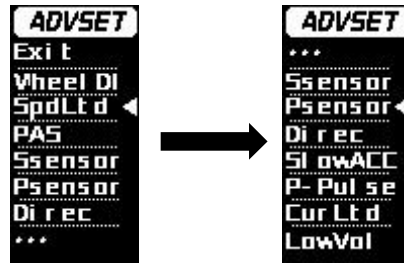 ADVSET
Exit
Wheel DI
SpdLtd
PAS
Ssensor
Psensor
Direc
...
ADVSET
...
Ssensor
Psensor
Direc
SlowACC
P-Pulse
CurLtd
LowVol